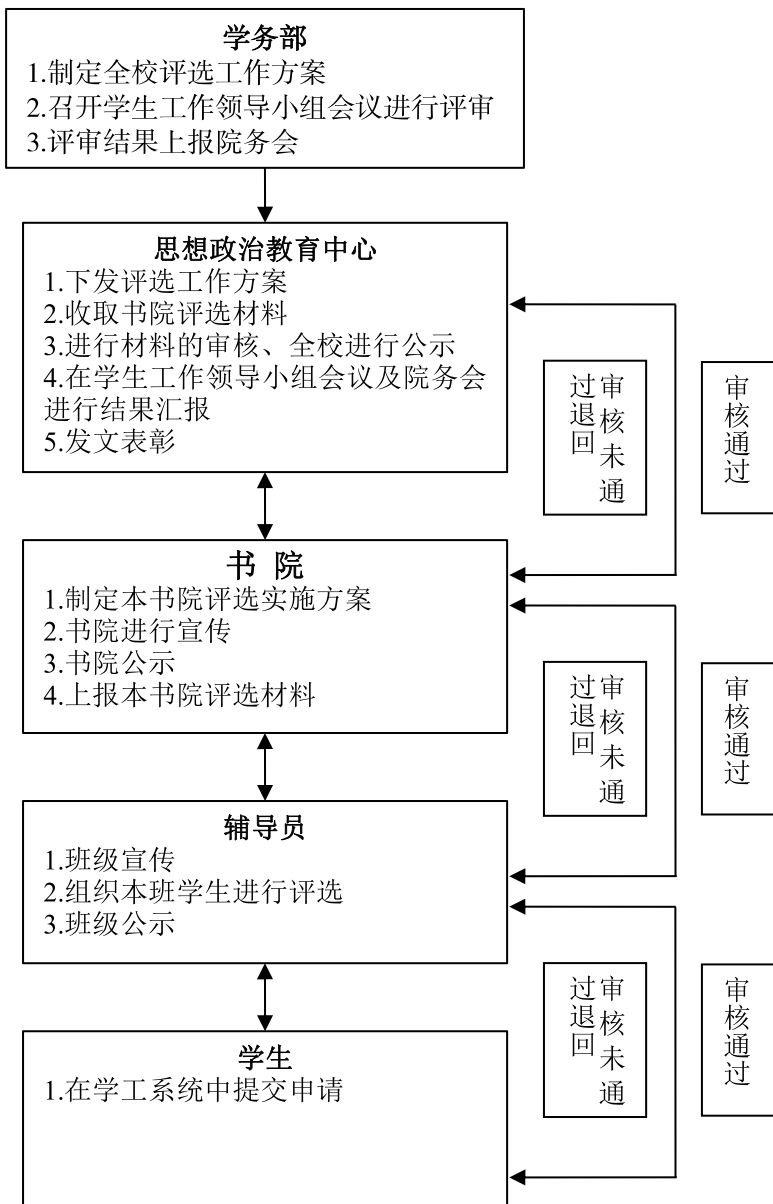 学务部
1.制定全校评选工作方案
2.召开学生工作领导小组会议进行评审
3.评审结果上报院务会
思想政治教育中心
1.下发评选工作方案
2.收取书院评选材料
3.进行材料的审核、全校进行公示
4.在学生工作领导小组会议及院务会
进行结果汇报
5.发文表彰
审核未通
过退回
审核通过
书 院
1.制定本书院评选实施方案
2.书院进行宣传
3.书院公示
4.上报本书院评选材料
审核未通
过退回
审核通过
辅导员
1.班级宣传
2.组织本班学生进行评选
3.班级公示
审核未通
过退回
审核通过
学生
1.在学工系统中提交申请